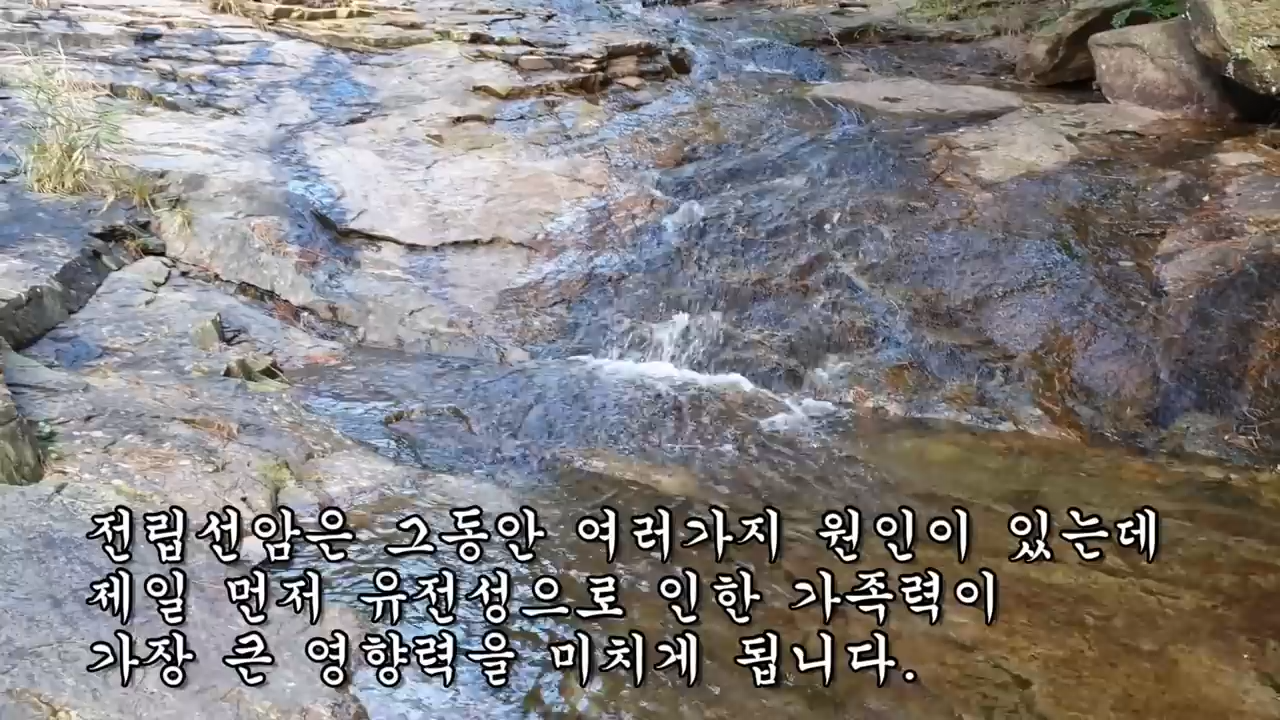 전립선암은 그동안 여러가지 원인이 있는데
제일 먼저 유전성으로 인한 가족력이
가장 큰 영향력을 미치게 됩니다.